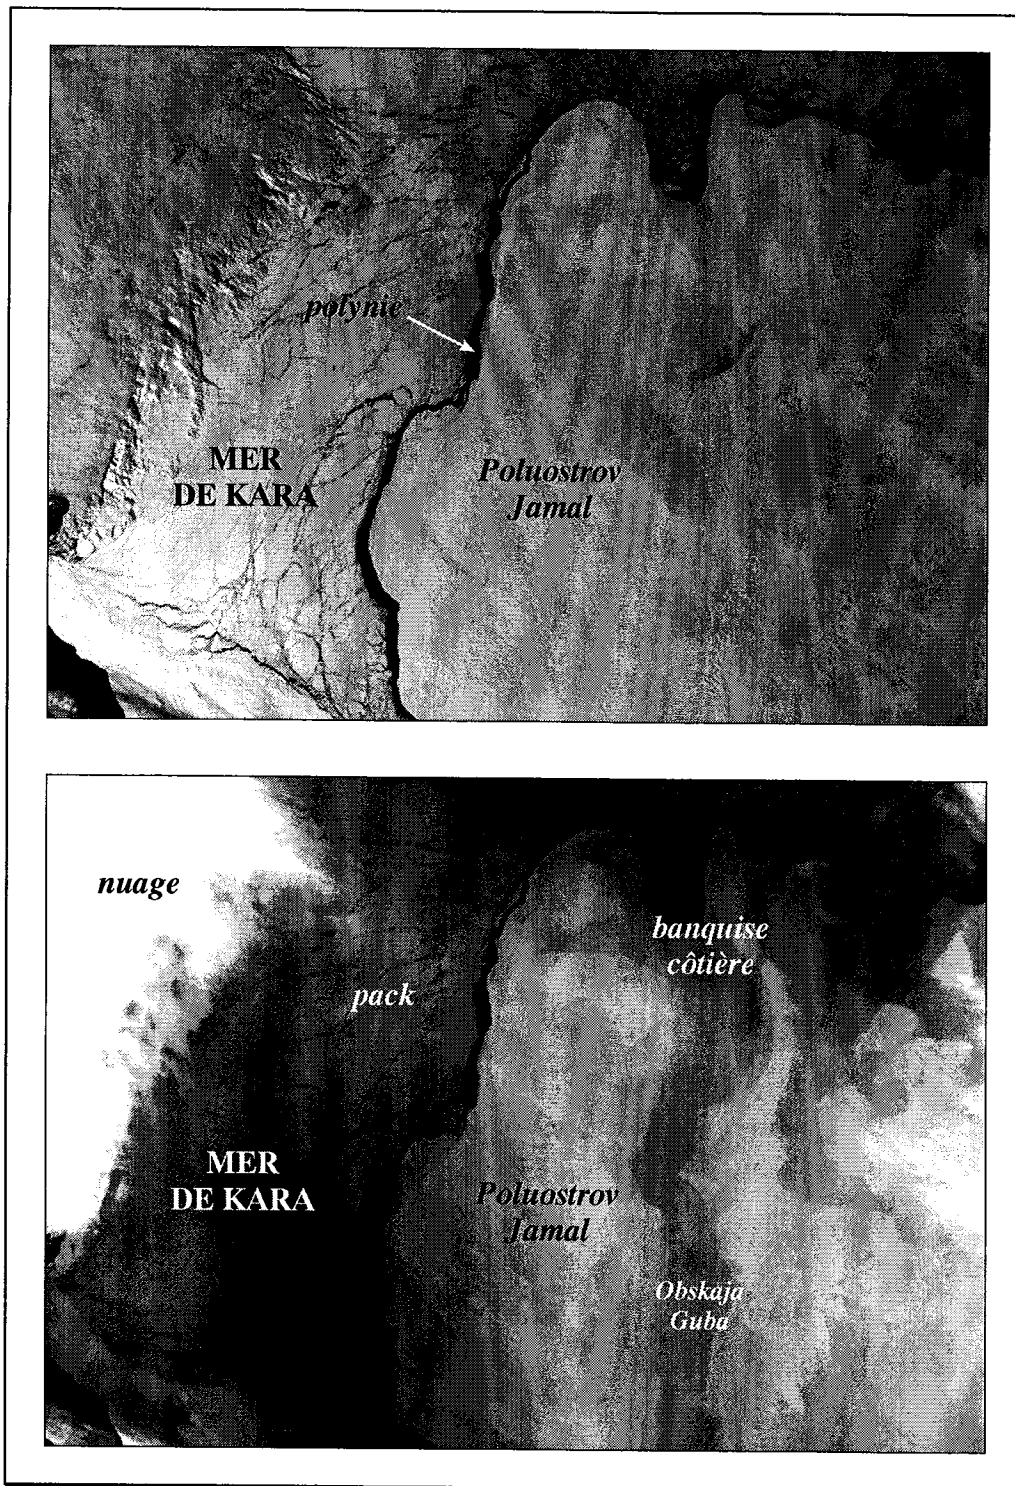 polynie
MER
DE KARA
Poluostrov
Jamal
nuage
banquise
côtière
pack
MER
DE KARA
Poluostrov
Jamal
Obskaja
Guba